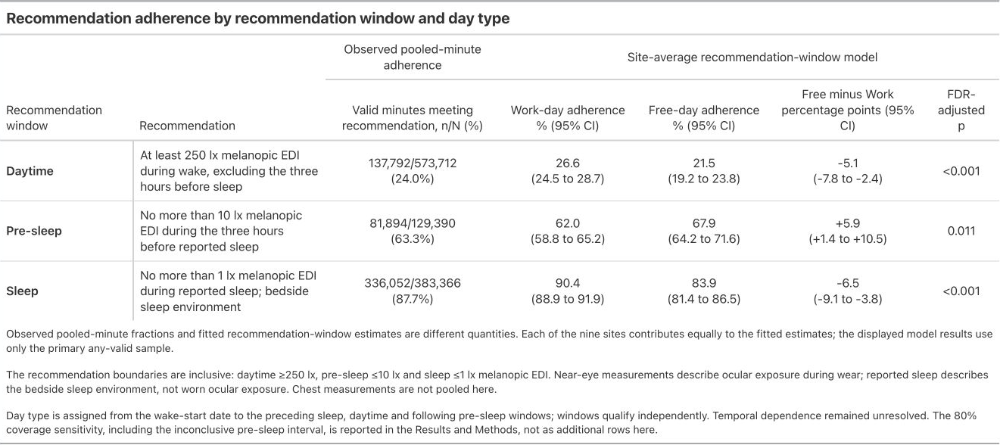 Recommendation adherence by recommendation window and day type
Observed pooled-minute
adherence
Site-average recommendation-window model
Recommendation
window
Recommendation
Valid minutes meeting
recommendation, n/N (%)
Work-day adherence
% (95% CI)
Free-day adherence
% (95% CI)
Free minus Work
percentage points (95%
CI)
FDR-
adjusted
p
Daytime
At least 250 lx melanopic EDI
during wake, excluding the three
hours before sleep
137,792/573,712
(24.0%)
26.6
(24.5 to 28.7)
21.5
(19.2 to 23.8)
-5.1
(-7.8 to -2.4)
<0.001
Pre-sleep
No more than 10 lx melanopic
EDI during the three hours
before reported sleep
81,894/129,390
(63.3%)
62.0
(58.8 to 65.2)
67.9
(64.2 to 71.6)
+5.9
(+1.4 to +10.5)
0.011
Sleep
No more than 1 lx melanopic EDI
during reported sleep; bedside
sleep environment
336,052/383,366
(87.7%)
90.4
(88.9 to 91.9)
83.9
(81.4 to 86.5)
-6.5
(-9.1 to -3.8)
<0.001
Observed pooled-minute fractions and fitted recommendation-window estimates are different quantities. Each of the nine sites contributes equally to the fitted estimates; the displayed model results use
only the primary any-valid sample.
The recommendation boundaries are inclusive: daytime ≥250 lx, pre-sleep ≤10 lx and sleep ≤1 lx melanopic EDI. Near-eye measurements describe ocular exposure during wear; reported sleep describes
the bedside sleep environment, not worn ocular exposure. Chest measurements are not pooled here.
Day type is assigned from the wake-start date to the preceding sleep, daytime and following pre-sleep windows; windows qualify independently. Temporal dependence remained unresolved. The 80%
coverage sensitivity, including the inconclusive pre-sleep interval, is reported in the Results and Methods, not as additional rows here.